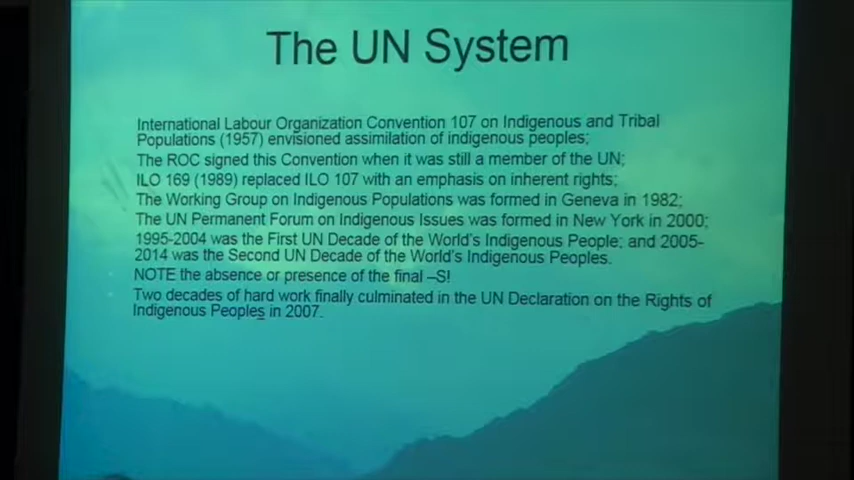 The UN System
International Labour Organization Convention 107 on Indigenous and Tribal
Populations (1957) envisioned assimilation of indigenous peoples;
The ROC signed this Convention when it was still a member of the UN;
ILO 169 (1989) replaced ILO 107 with an emphasis on inherent rights;
The Working Group on Indigenous Populations was formed in Geneva in 1982;
The UN Permanent Forum on Indigenous Issues was formed in New York in 2000;
1995-2004 was the First UN Decade of the World's Indigenous People; and 2005-
2014 was the Second UN Decade of the World's Indigenous Peoples.
NOTE the absence or presence of the final –S!
Two decades of hard work finally culminated in the UN Declaration on the Rights of
Indigenous Peoples in 2007.